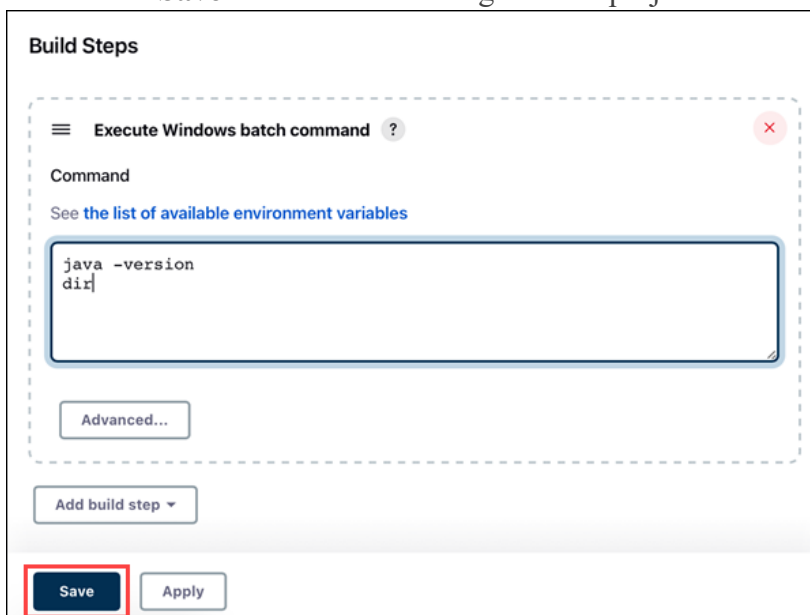 Build Steps
Execute Windows batch command ?
Command
See the list of available environment variables
java -version
dir
Advanced...
Add build step
Save Apply